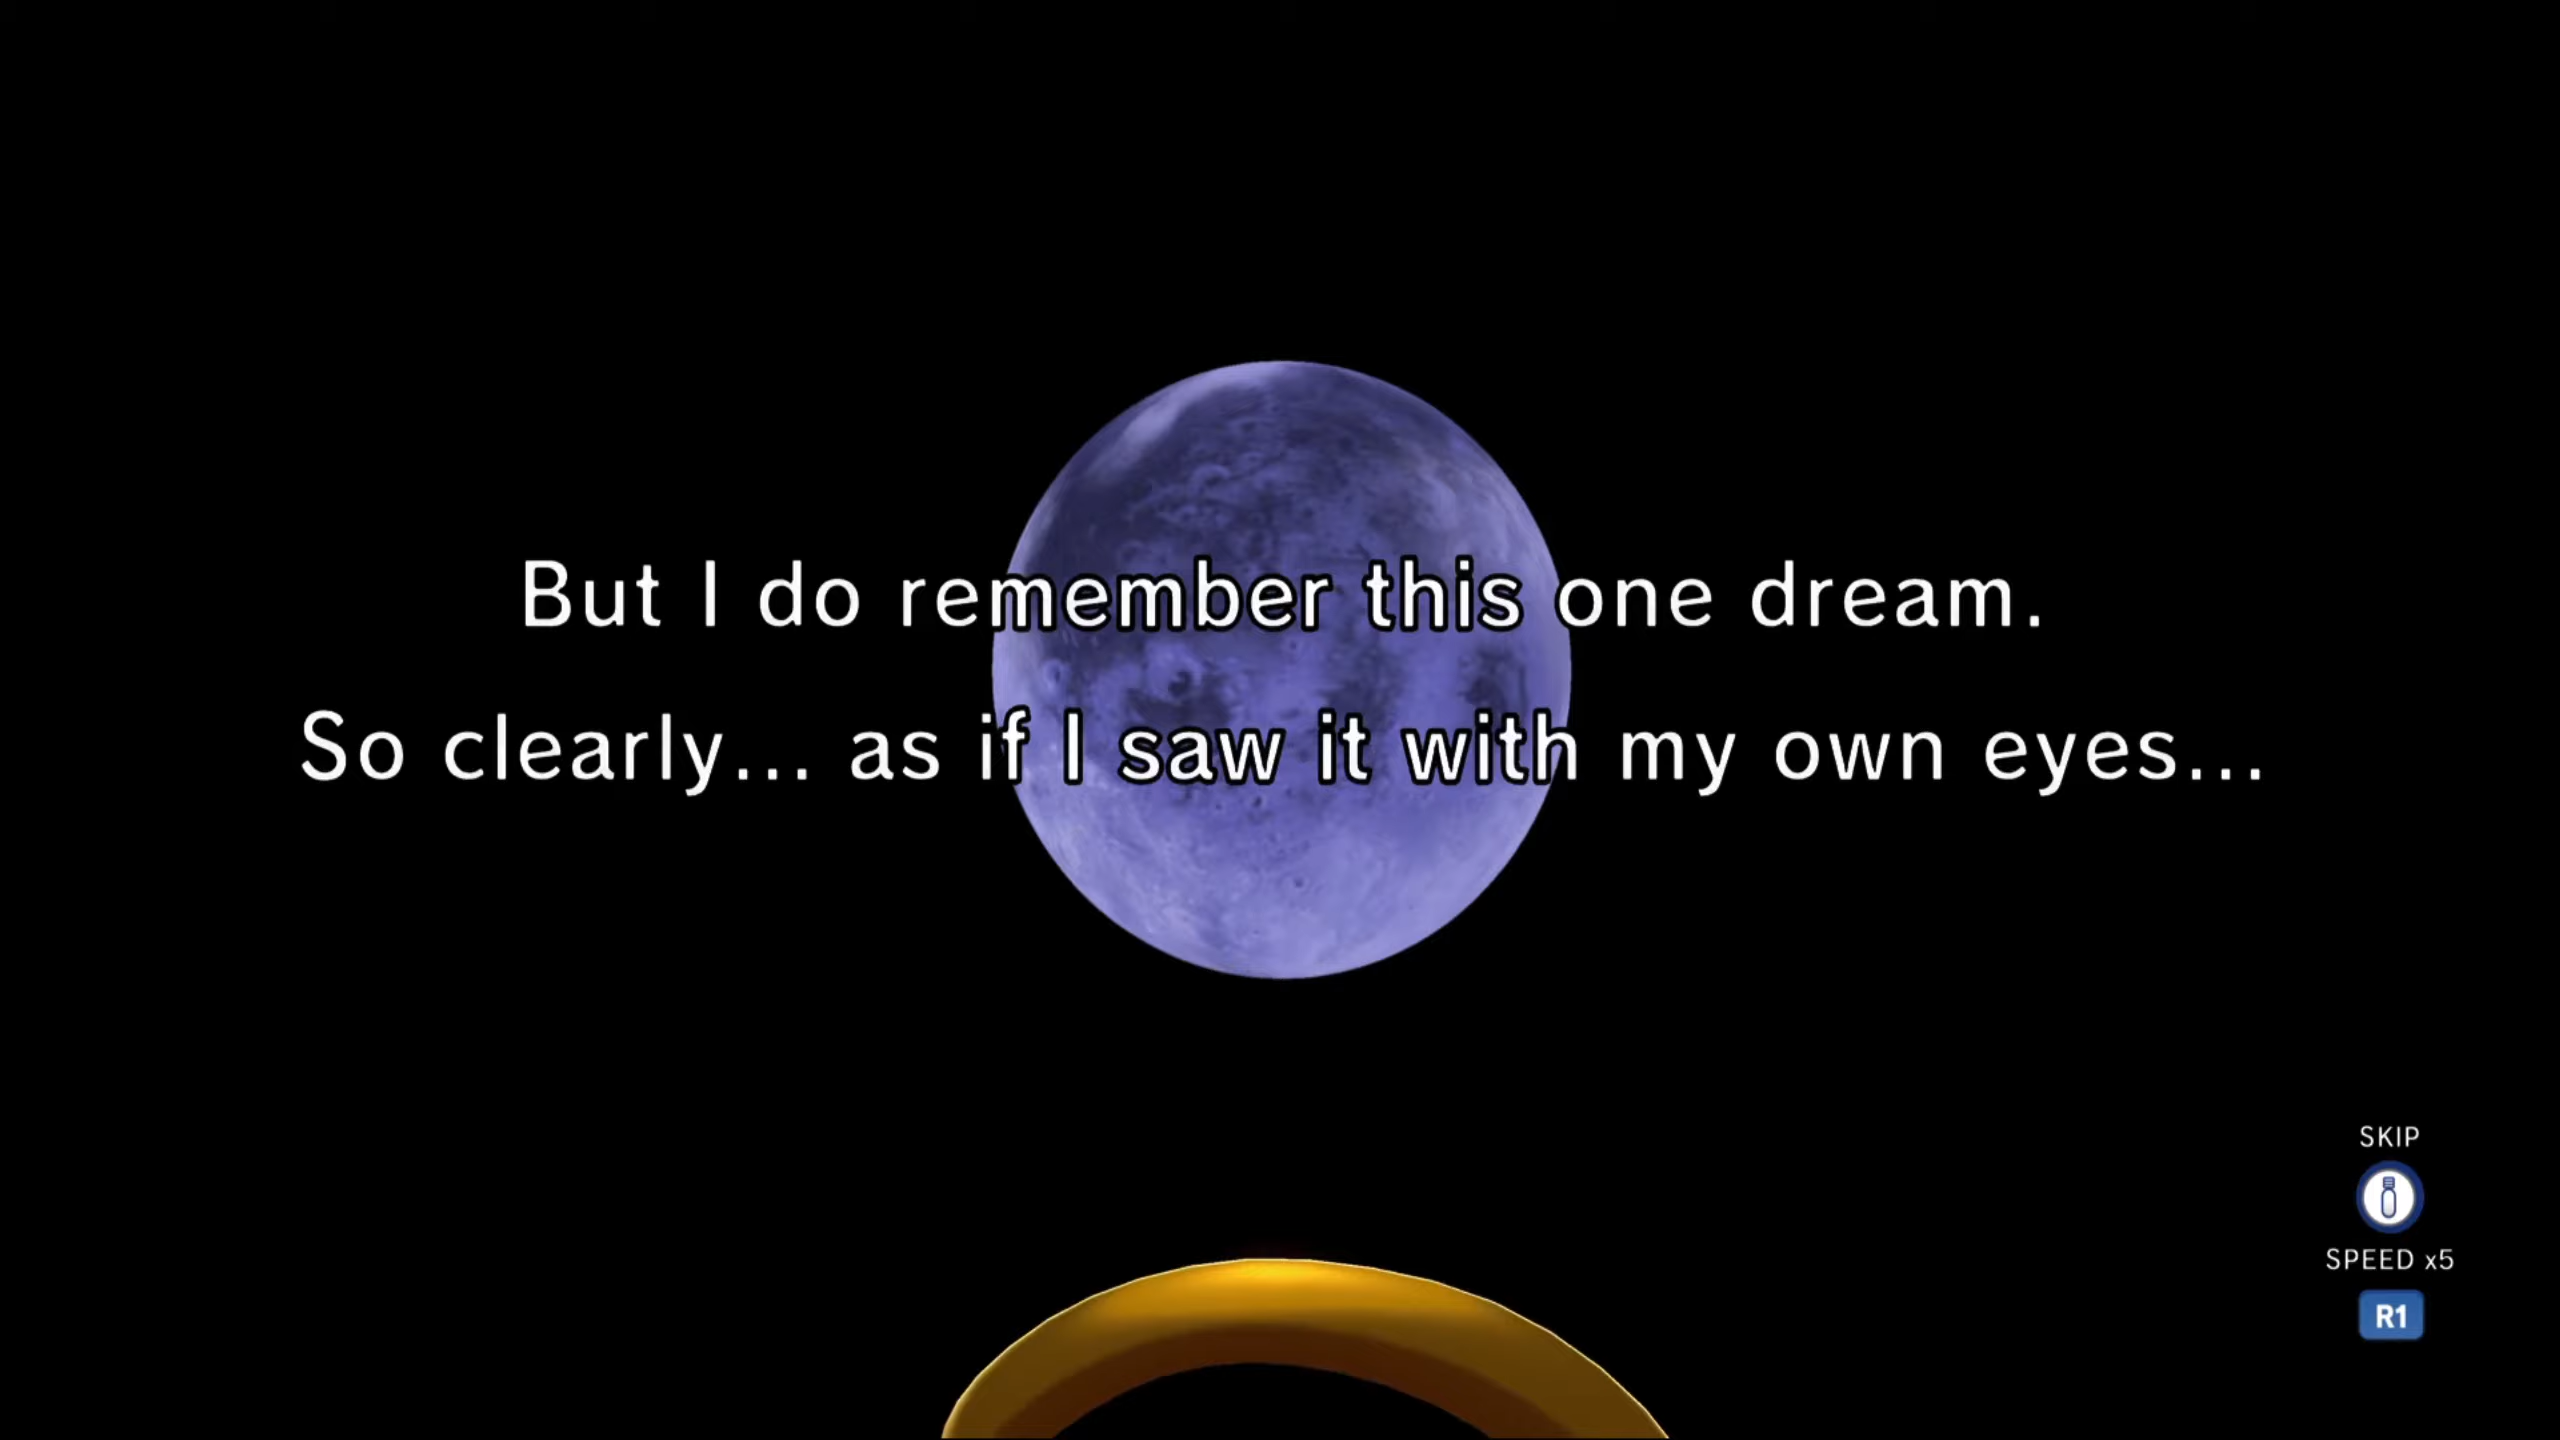 But I do remember this one dream.
So clearly... as if I saw it with my own eyes...
SKIP
SPEED x5
R1